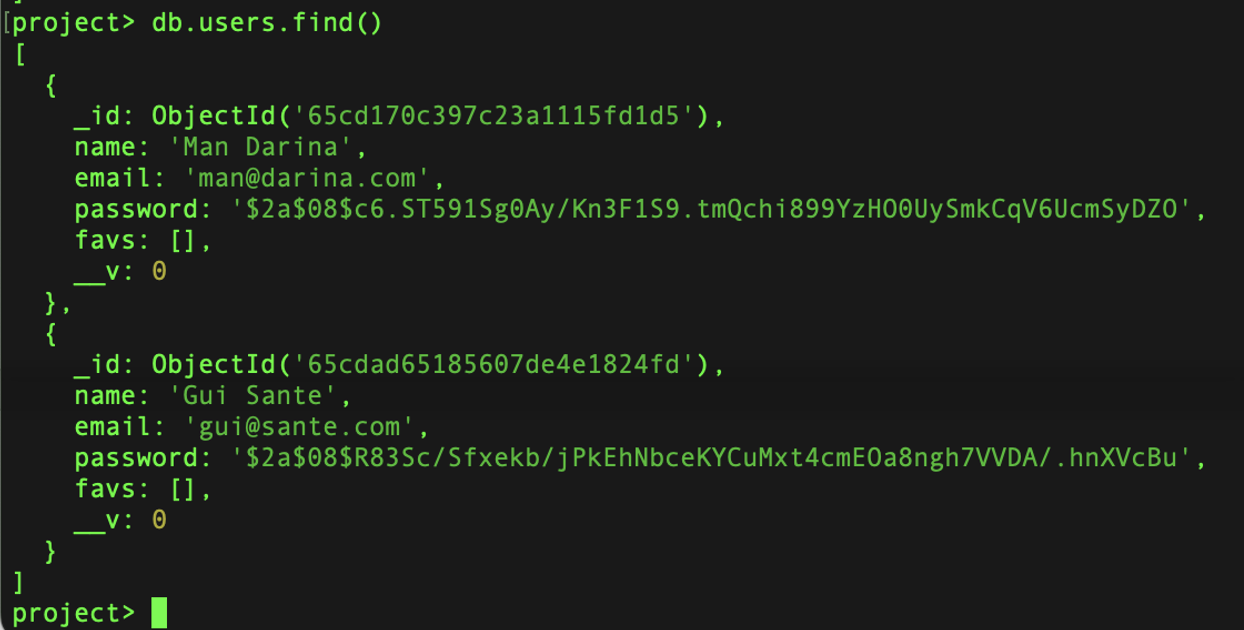 [project> db.users.find()
[
  {
    _id: ObjectId('65cd170c397c23a1115fd1d5'),
    name: 'Man Darina',
    email: 'man@darina.com',
    password: '$2a$08$c6.ST591Sg0Ay/Kn3F1S9.tmQchi899YzHO0UySmkCqV6UcmSyDZO',
    favs: [],
    __v: 0
  },
  {
    _id: ObjectId('65cdad65185607de4e1824fd'),
    name: 'Gui Sante',
    email: 'gui@sante.com',
    password: '$2a$08$R83Sc/Sfxekb/jPkEhNbceKYCuMxt4cmEOa8ngh7VVDA/.hnXVcBu',
    favs: [],
    __v: 0
  }
]
project>